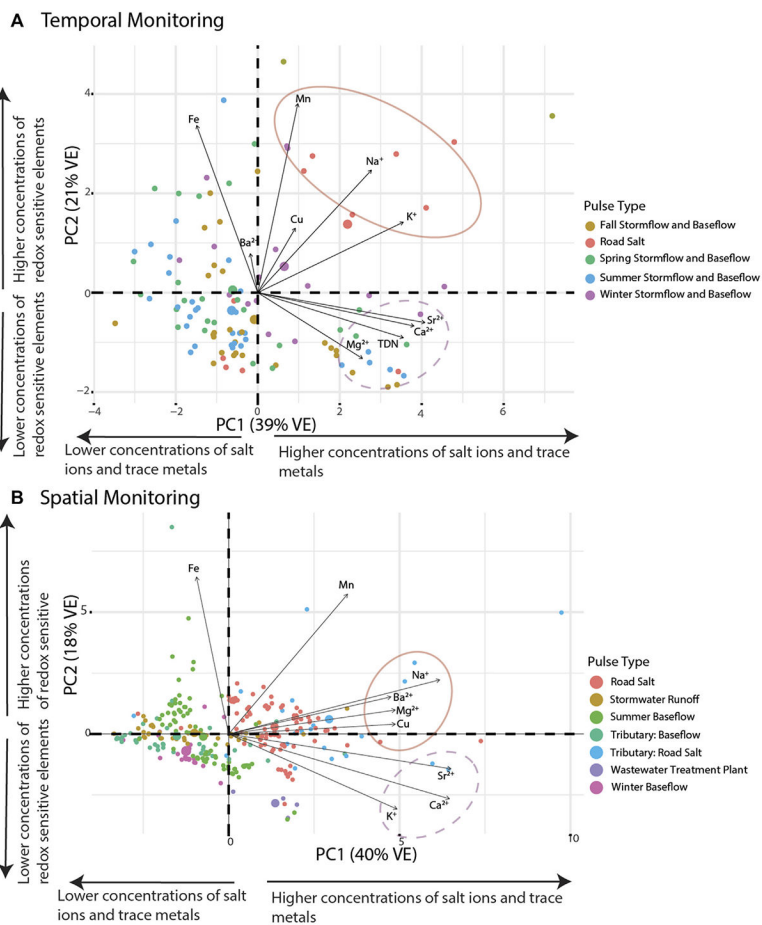 A Temporal Monitoring
Higher concentrations of
redox sensitive elements
Lower concentrations of
redox sensitive elements
PC2 (21% VE)
4
2
0
−2
Fe
Mn
Na+
K+
Cu
Ba2+
Sr2+
Ca2+
Mg2+
TDN
−4
−2
0
2
4
6
PC1 (39% VE)
Lower concentrations of salt
ions and trace metals
Higher concentrations of salt ions and trace
metals
Pulse Type
Fall Stormflow and Baseflow
Road Salt
Spring Stormflow and Baseflow
Summer Stormflow and Baseflow
Winter Stormflow and Baseflow
B Spatial Monitoring
Higher concentrations
of redox sensitive
Lower concentrations of
redox sensitive elements
PC2 (18% VE)
5
0
Fe
Mn
Na+
Ba2+
Mg2+
Cu
Sr2+
Ca2+
K+
0
5
10
PC1 (40% VE)
Lower concentrations of salt
ions and trace metals
Higher concentrations of salt ions and trace
metals
Pulse Type
Road Salt
Stormwater Runoff
Summer Baseflow
Tributary: Baseflow
Tributary: Road Salt
Wastewater Treatment Plant
Winter Baseflow